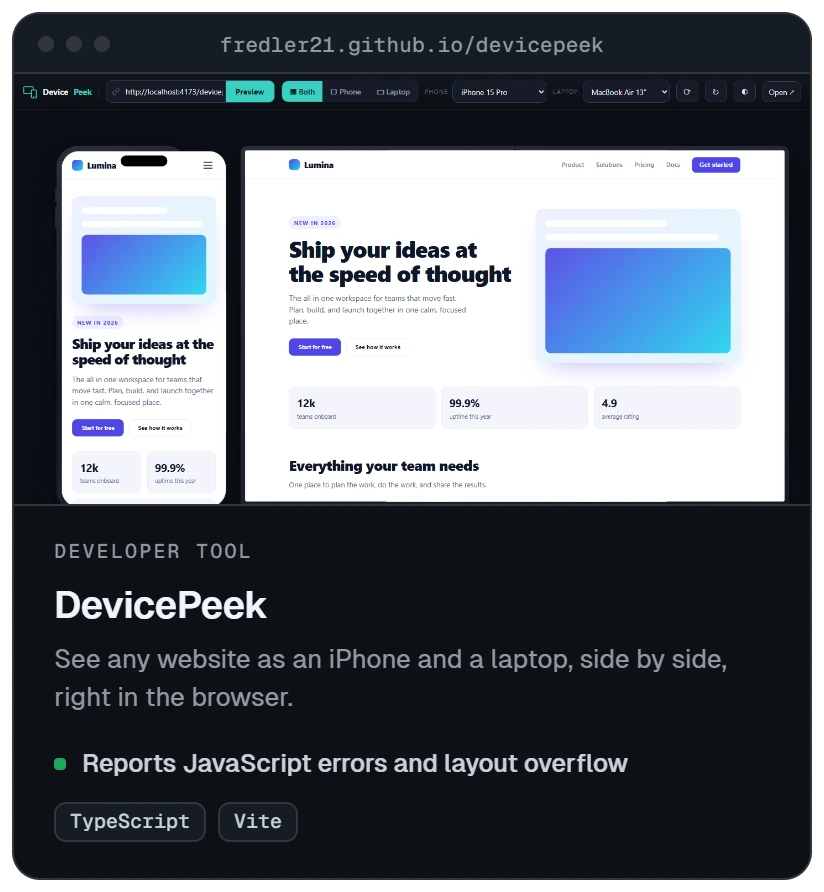 fredler21.github.io/devicepeek
Device Peek http://localhost:4173/device Preview Both Phone Laptop PHONE iPhone 15 Pro LAPTOP MacBook Air 13" Open ↗
Lumina
NEW IN 2026
Ship your ideas at the
speed of thought
The all in one workspace for teams that
move fast. Plan, build, and launch together
in one calm, focused place.
Start for free See how it works
12k 99.9%
teams onboard uptime this year
Lumina Product Solutions Pricing Docs Get started
NEW IN 2026
Ship your ideas at
the speed of thought
The all in one workspace for teams that move fast.
Plan, build, and launch together in one calm, focused
place.
Start for free See how it works
12k 99.9% 4.9
teams onboard uptime this year average rating
Everything your team needs
One place to plan the work, do the work, and share the results.
DEVELOPER TOOL
DevicePeek
See any website as an iPhone and a laptop, side by side,
right in the browser.
Reports JavaScript errors and layout overflow
TypeScript Vite